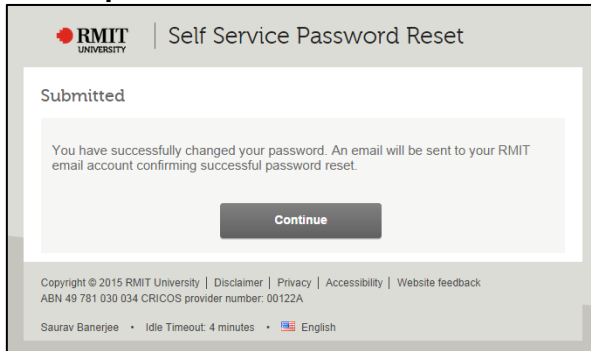 RMIT
UNIVERSITY
Self Service Password Reset
Submitted
You have successfully changed your password. An email will be sent to your RMIT
email account confirming successful password reset.
Continue
Copyright © 2015 RMIT University | Disclaimer | Privacy | Accessibility | Website feedback
ABN 49 781 030 034 CRICOS provider number: 00122A
Saurav Banerjee • Idle Timeout: 4 minutes • English